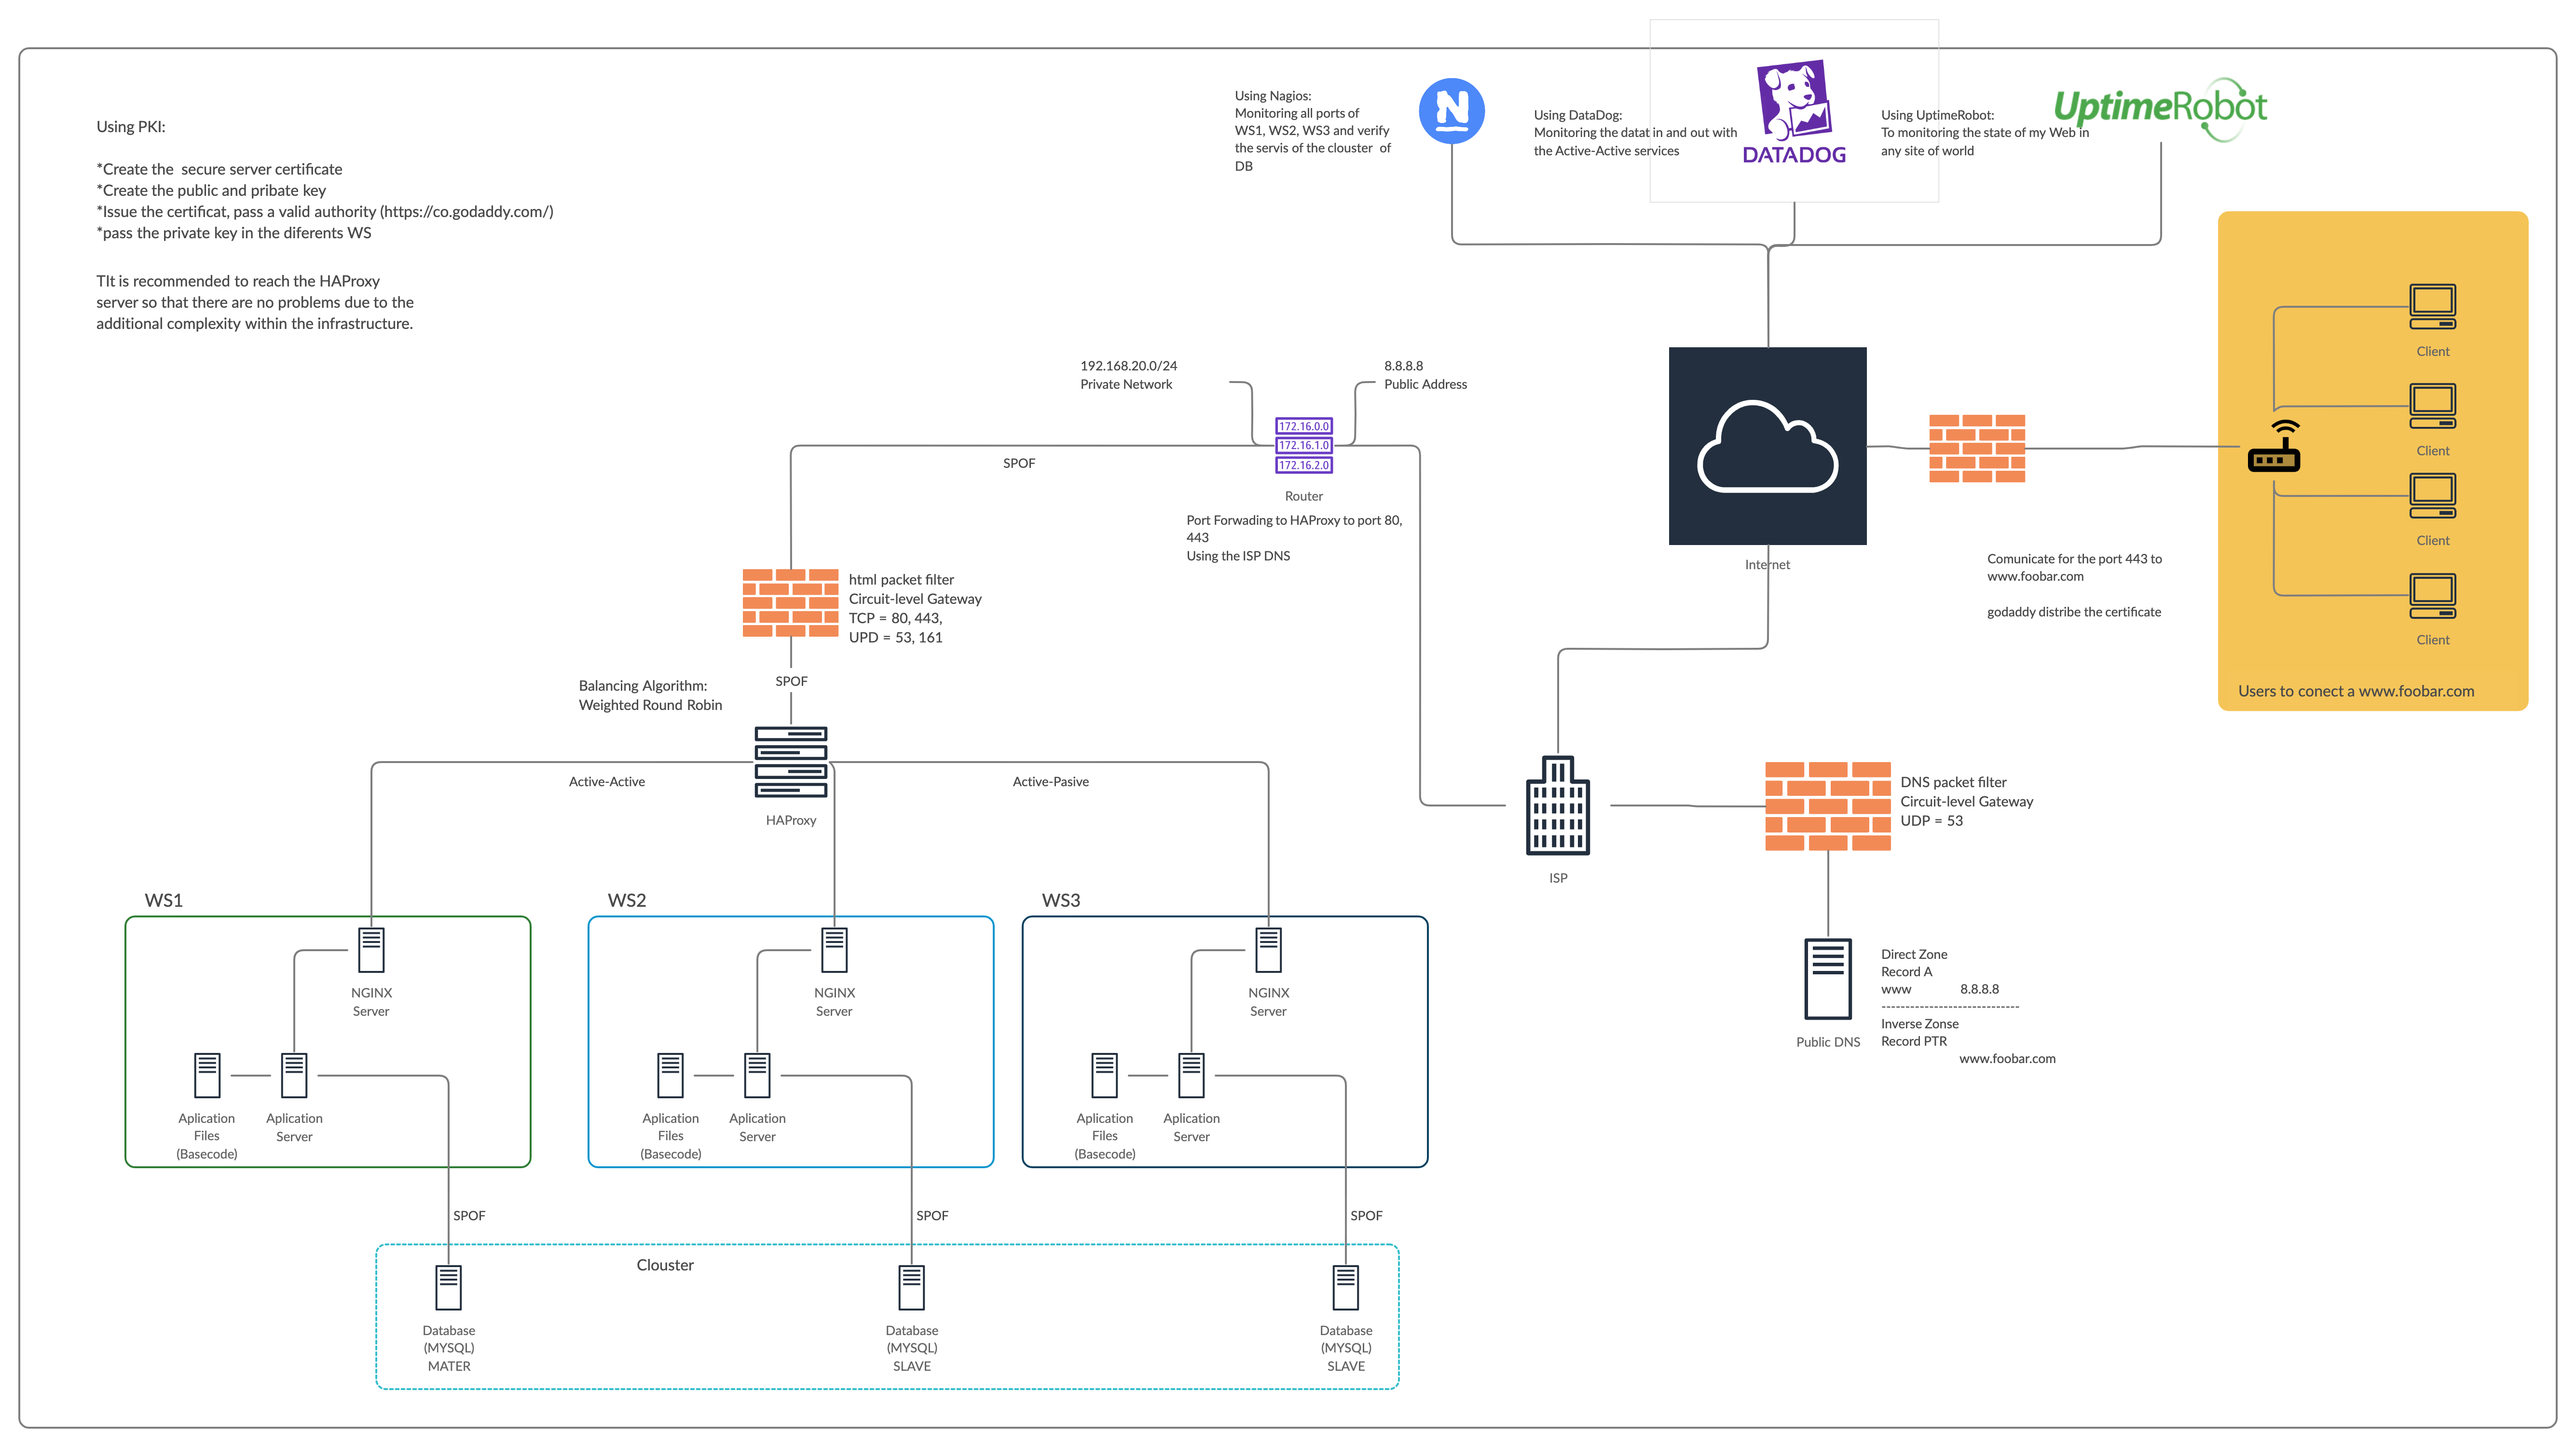 Using PKI:
*Create the  secure server certificate
*Create the public and pribate key
*Issue the certificat, pass a valid authority (https://co.godaddy.com/)
*pass the private key in the diferents WS
TIt is recommended to reach the HAProxy
server so that there are no problems due to the
additional complexity within the infrastructure.
Using Nagios:
Monitoring all ports of
WS1, WS2, WS3 and verify
the servis of the clouster  of
DB
N
Using DataDog:
Monitoring the datat in and out with
the Active-Active services
DATADOG
Using UptimeRobot:
To monitoring the state of my Web in
any site of world
UptimeRobot
192.168.20.0/24
Private Network
8.8.8.8
Public Address
172.16.0.0
172.16.1.0
172.16.2.0
Router
SPOF
Port Forwading to HAProxy to port 80,
443
Using the ISP DNS
Internet
Client
Client
Client
Client
Users to conect a www.foobar.com
Comunicate for the port 443 to
www.foobar.com
godaddy distribe the certificate
html packet filter
Circuit-level Gateway
TCP = 80, 443,
UPD = 53, 161
SPOF
Balancing Algorithm:
Weighted Round Robin
Active-Active
Active-Pasive
HAProxy
ISP
DNS packet filter
Circuit-level Gateway
UDP = 53
Public DNS
Direct Zone
Record A
www 8.8.8.8
-----------------------------
Inverse Zonse
Record PTR
www.foobar.com
WS1
NGINX
Server
Aplication
Files
(Basecode)
Aplication
Server
WS2
NGINX
Server
Aplication
Files
(Basecode)
Aplication
Server
WS3
NGINX
Server
Aplication
Files
(Basecode)
Aplication
Server
SPOF
SPOF
SPOF
Clouster
Database
(MYSQL)
MATER
Database
(MYSQL)
SLAVE
Database
(MYSQL)
SLAVE